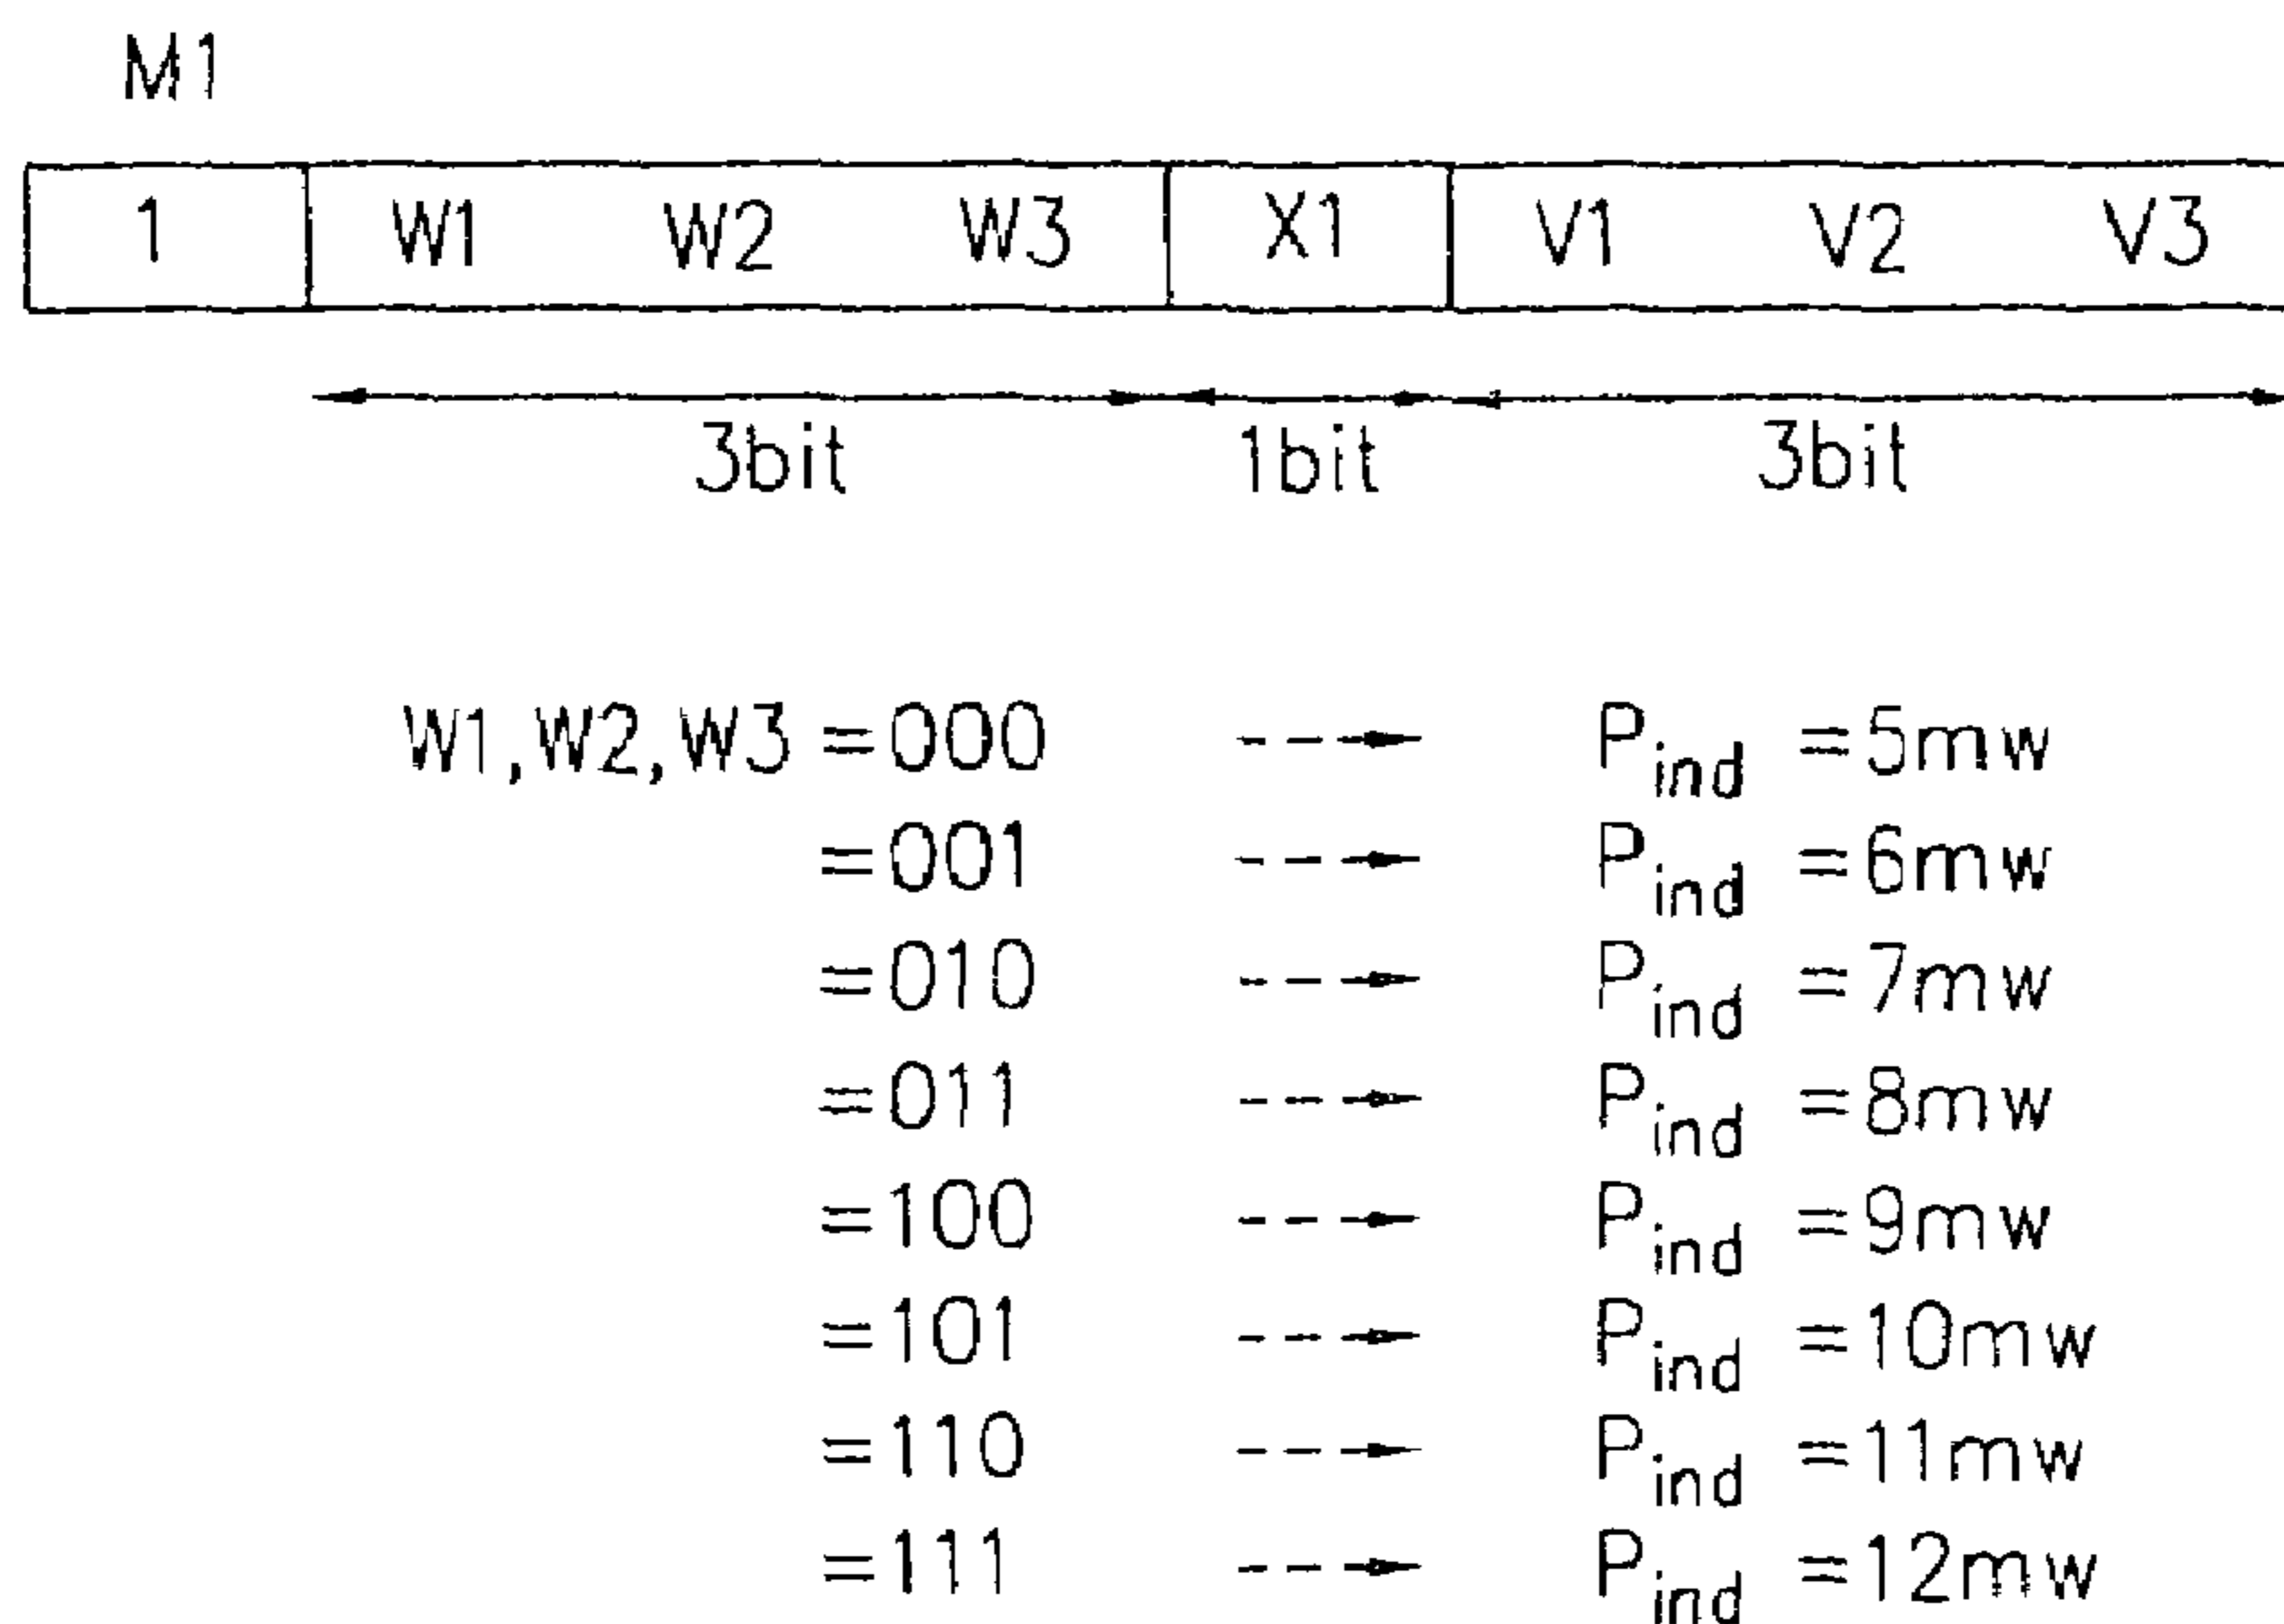 M1
1 W1 W2 W3 X1 V1 V2 V3
3bit 1bit 3bit
W1,W2,W3 =000 Pind =5mw
=001 Pind =6mw
=010 Pind =7mw
=011 Pind =8mw
=100 Pind =9mw
=101 Pind =10mw
=110 Pind =11mw
=111 Pind =12mw